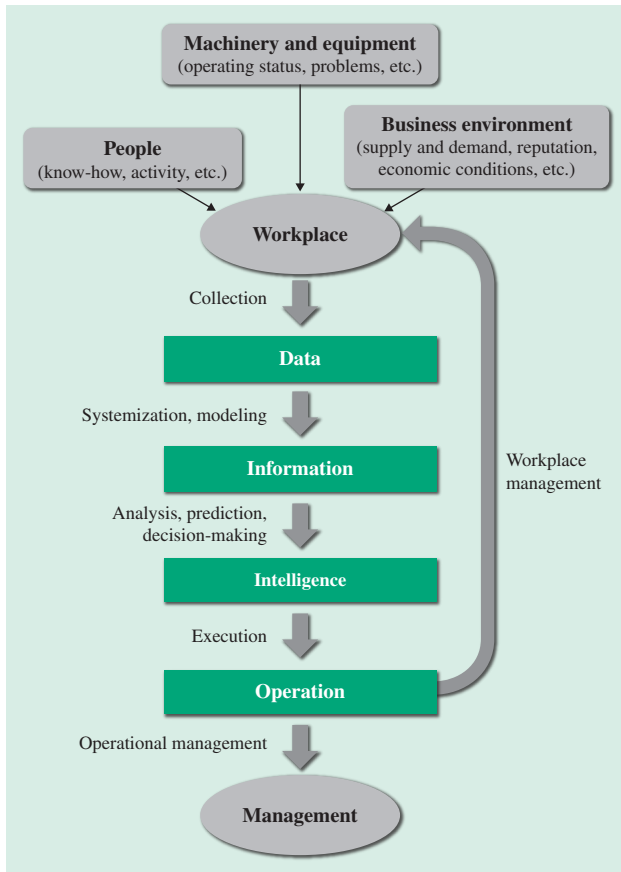 Machinery and equipment
(operating status, problems, etc.)
People
(know-how, activity, etc.)
Business environment
(supply and demand, reputation,
economic conditions, etc.)
Workplace
Collection
Data
Systemization, modeling
Information
Workplace
management
Analysis, prediction,
decision-making
Intelligence
Execution
Operation
Operational management
Management